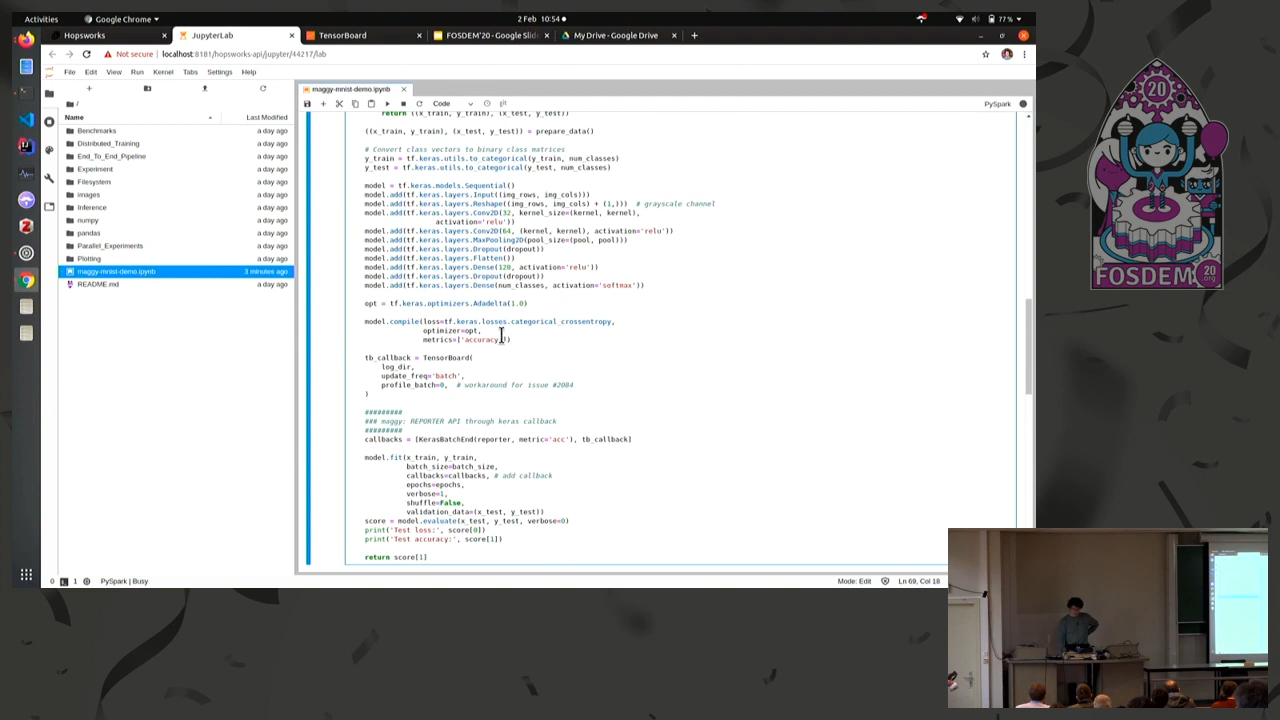 Activities
Google Chrome
2 Feb 10:54
77 %
Hopsworks
JupyterLab
TensorBoard
FOSDEM'20 - Google Slid
My Drive - Google Drive
Not secure | localhost:8181/hopsworks-api/jupyter/44217/lab
File Edit View Run Kernel Tabs Settings Help
maggy-mnist-demo.ipynb
/
Code
git
PySpark
Name
Last Modified
Benchmarks a day ago
Distributed_Training a day ago
End_To_End_Pipeline a day ago
Experiment a day ago
Filesystem a day ago
images a day ago
Inference a day ago
numpy a day ago
pandas a day ago
Parallel_Experiments a day ago
Plotting a day ago
maggy-mnist-demo.ipynb 3 minutes ago
README.md a day ago
return ((x_train, y_train), (x_test, y_test))
((x_train, y_train), (x_test, y_test)) = prepare_data()
# Convert class vectors to binary class matrices
y_train = tf.keras.utils.to_categorical(y_train, num_classes)
y_test = tf.keras.utils.to_categorical(y_test, num_classes)
model = tf.keras.models.Sequential()
model.add(tf.keras.layers.Input((img_rows, img_cols)))
model.add(tf.keras.layers.Reshape((img_rows, img_cols) + (1,))) # grayscale channel
model.add(tf.keras.layers.Conv2D(32, kernel_size=(kernel, kernel),
activation='relu'))
model.add(tf.keras.layers.Conv2D(64, (kernel, kernel), activation='relu'))
model.add(tf.keras.layers.MaxPooling2D(pool_size=(pool, pool)))
model.add(tf.keras.layers.Dropout(dropout))
model.add(tf.keras.layers.Flatten())
model.add(tf.keras.layers.Dense(128, activation='relu'))
model.add(tf.keras.layers.Dropout(dropout))
model.add(tf.keras.layers.Dense(num_classes, activation='softmax'))
opt = tf.keras.optimizers.Adadelta(1.0)
model.compile(loss=tf.keras.losses.categorical_crossentropy,
optimizer=opt,
metrics=['accuracy'])
tb_callback = TensorBoard(
log_dir,
update_freq='batch',
profile_batch=0, # workaround for issue #2084
)
#########
### maggy: REPORTER API through keras callback
#########
callbacks = [KerasBatchEnd(reporter, metric='acc'), tb_callback]
model.fit(x_train, y_train,
batch_size=batch_size,
callbacks=callbacks, # add callback
epochs=epochs,
verbose=1,
shuffle=False,
validation_data=(x_test, y_test))
score = model.evaluate(x_test, y_test, verbose=0)
print('Test loss:', score[0])
print('Test accuracy:', score[1])
return score[1]
0
1
PySpark | Busy
Mode: Edit
Ln 69, Col 18
20
FOSDEM 20
.org